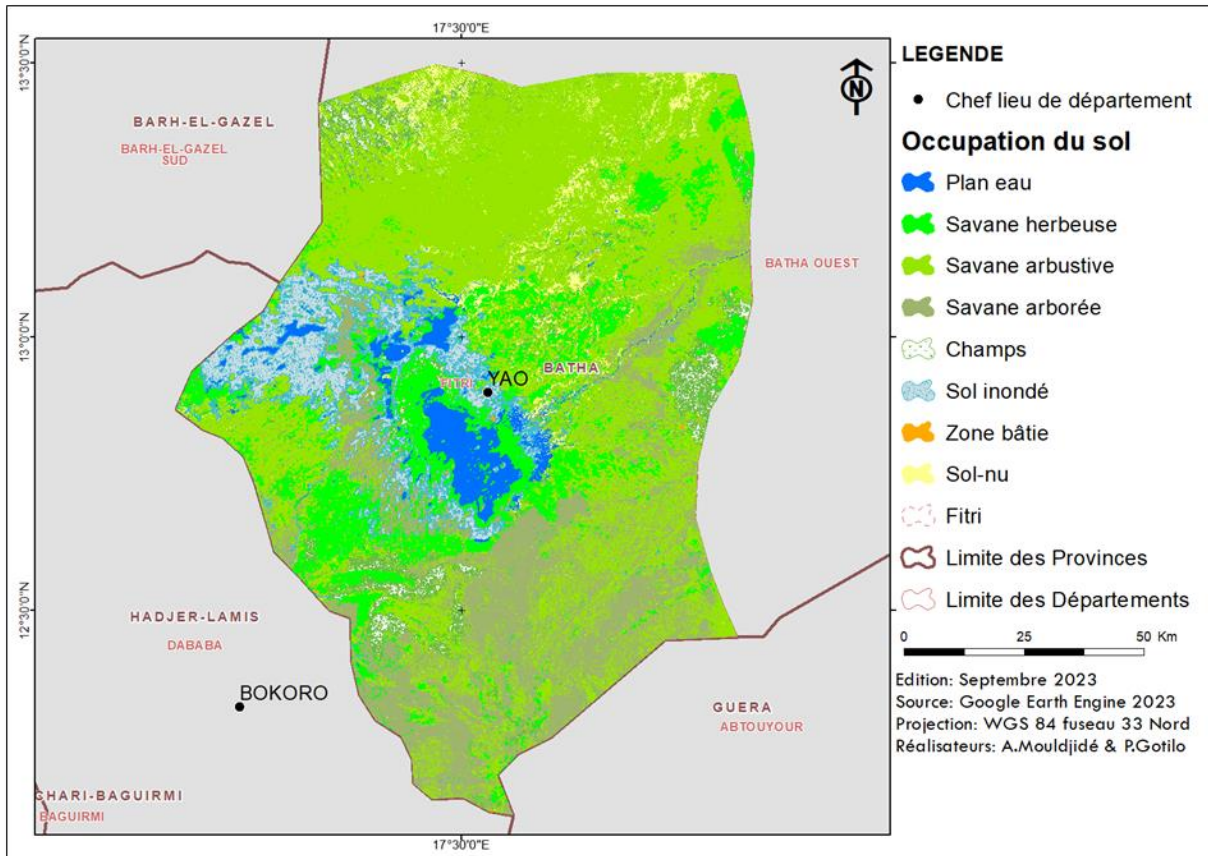 17°30'0"E
13°30'0"N
13°0'0"N
12°30'0"N
BARH-EL-GAZEL
BARH-EL-GAZEL
SUD
BATHA OUEST
BATHA
FITRI
YAO
HADJER-LAMIS
DABABA
BOKORO
GUERA
ABTOUYOUR
CHARI-BAGUIRMI
BAGUIRMI
17°30'0"E
N
LEGENDE
Chef lieu de département
Occupation du sol
Plan eau
Savane herbeuse
Savane arbustive
Savane arborée
Champs
Sol inondé
Zone bâtie
Sol-nu
Fitri
Limite des Provinces
Limite des Départements
0 25 50 Km
Edition: Septembre 2023
Source: Google Earth Engine 2023
Projection: WGS 84 fuseau 33 Nord
Réalisateurs: A.Mouldjidé & P.Gotilo